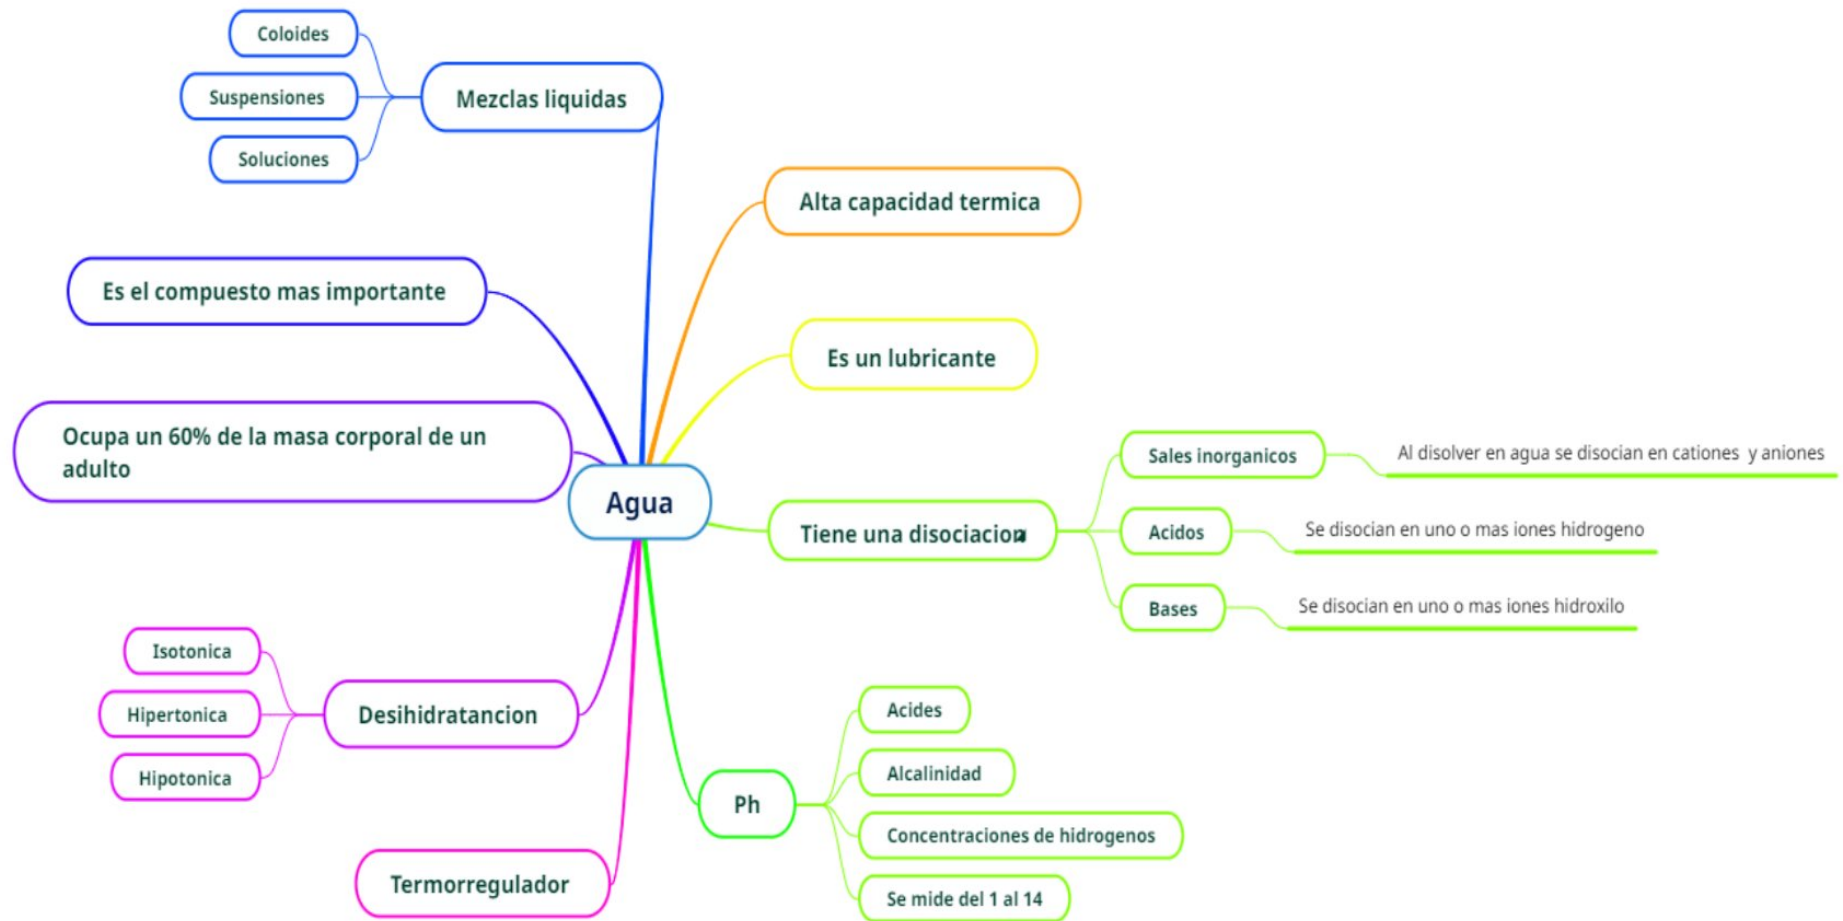 Coloides
Suspensiones
Soluciones
Mezclas liquidas
Es el compuesto mas importante
Ocupa un 60% de la masa corporal de un
adulto
Agua
Alta capacidad termica
Es un lubricante
Tiene una disociacion
Sales inorganicos
Al disolver en agua se disocian en cationes y aniones
Acidos
Se disocian en uno o mas iones hidrogeno
Bases
Se disocian en uno o mas iones hidroxilo
Isotonica
Hipertonica
Hipotonica
Desihidratancion
Termorregulador
Ph
Acides
Alcalinidad
Concentraciones de hidrogenos
Se mide del 1 al 14